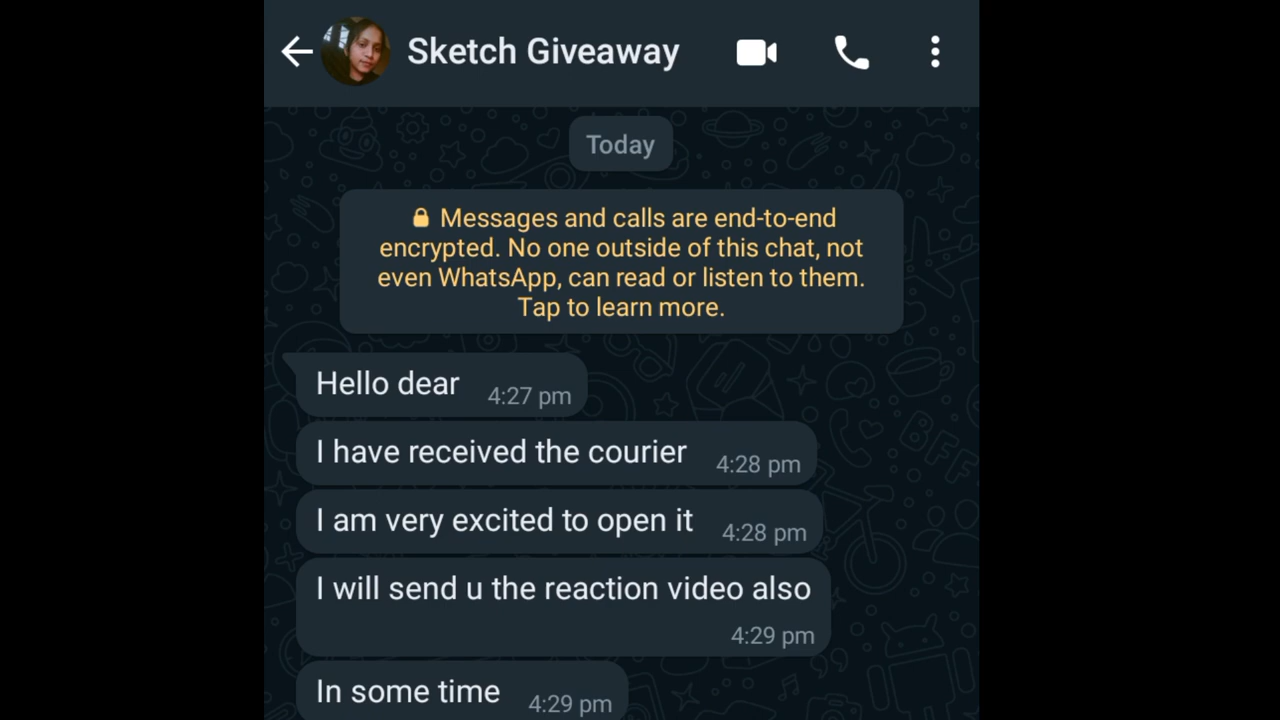 Sketch Giveaway
Today
🔒 Messages and calls are end-to-end
encrypted. No one outside of this chat, not
even WhatsApp, can read or listen to them.
Tap to learn more.
Hello dear 4:27 pm
I have received the courier 4:28 pm
I am very excited to open it 4:28 pm
I will send u the reaction video also
4:29 pm
In some time 4:29 pm